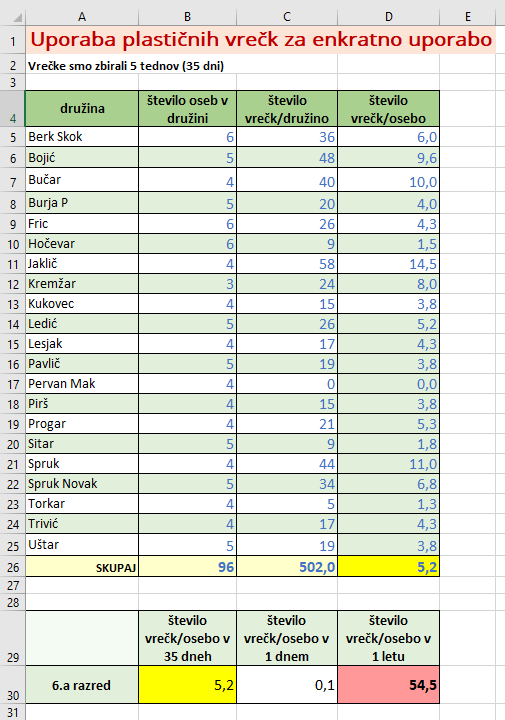 A B C D E
1 Uporaba plastičnih vrečk za enkratno uporabo
2 Vrečke smo zbirali 5 tednov (35 dni)
3
4 družina število oseb v družini število vrečk/družino število vrečk/osebo
5 Berk Skok 6 36 6,0
6 Bojić 5 48 9,6
7 Bučar 4 40 10,0
8 Burja P 5 20 4,0
9 Fric 6 26 4,3
10 Hočevar 6 9 1,5
11 Jaklič 4 58 14,5
12 Kremžar 3 24 8,0
13 Kukovec 4 15 3,8
14 Ledić 5 26 5,2
15 Lesjak 4 17 4,3
16 Pavlič 5 19 3,8
17 Pervan Mak 4 0 0,0
18 Pirš 4 15 3,8
19 Progar 4 21 5,3
20 Sitar 5 9 1,8
21 Spruk 4 44 11,0
22 Spruk Novak 5 34 6,8
23 Torkar 4 5 1,3
24 Trivić 4 17 4,3
25 Uštar 5 19 3,8
26 SKUPAJ 96 502,0 5,2
27
28
29 število vrečk/osebo v 35 dneh število vrečk/osebo v 1 dnem število vrečk/osebo v 1 letu
30 6.a razred 5,2 0,1 54,5
31